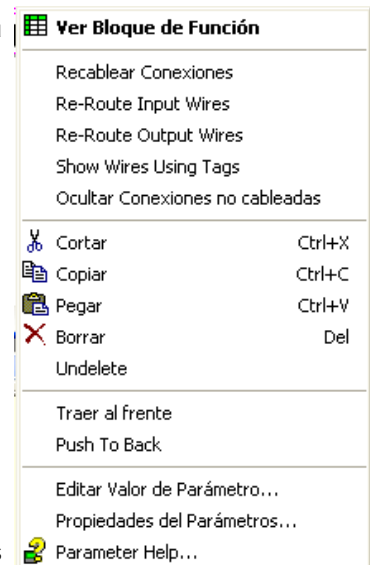 Ver Bloque de Función
Recablear Conexiones
Re-Route Input Wires
Re-Route Output Wires
Show Wires Using Tags
Ocultar Conexiones no cableadas
Cortar Ctrl+X
Copiar Ctrl+C
Pegar Ctrl+V
Borrar Del
Undelete
Traer al frente
Push To Back
Editar Valor de Parámetro...
Propiedades del Parámetros...
Parameter Help...